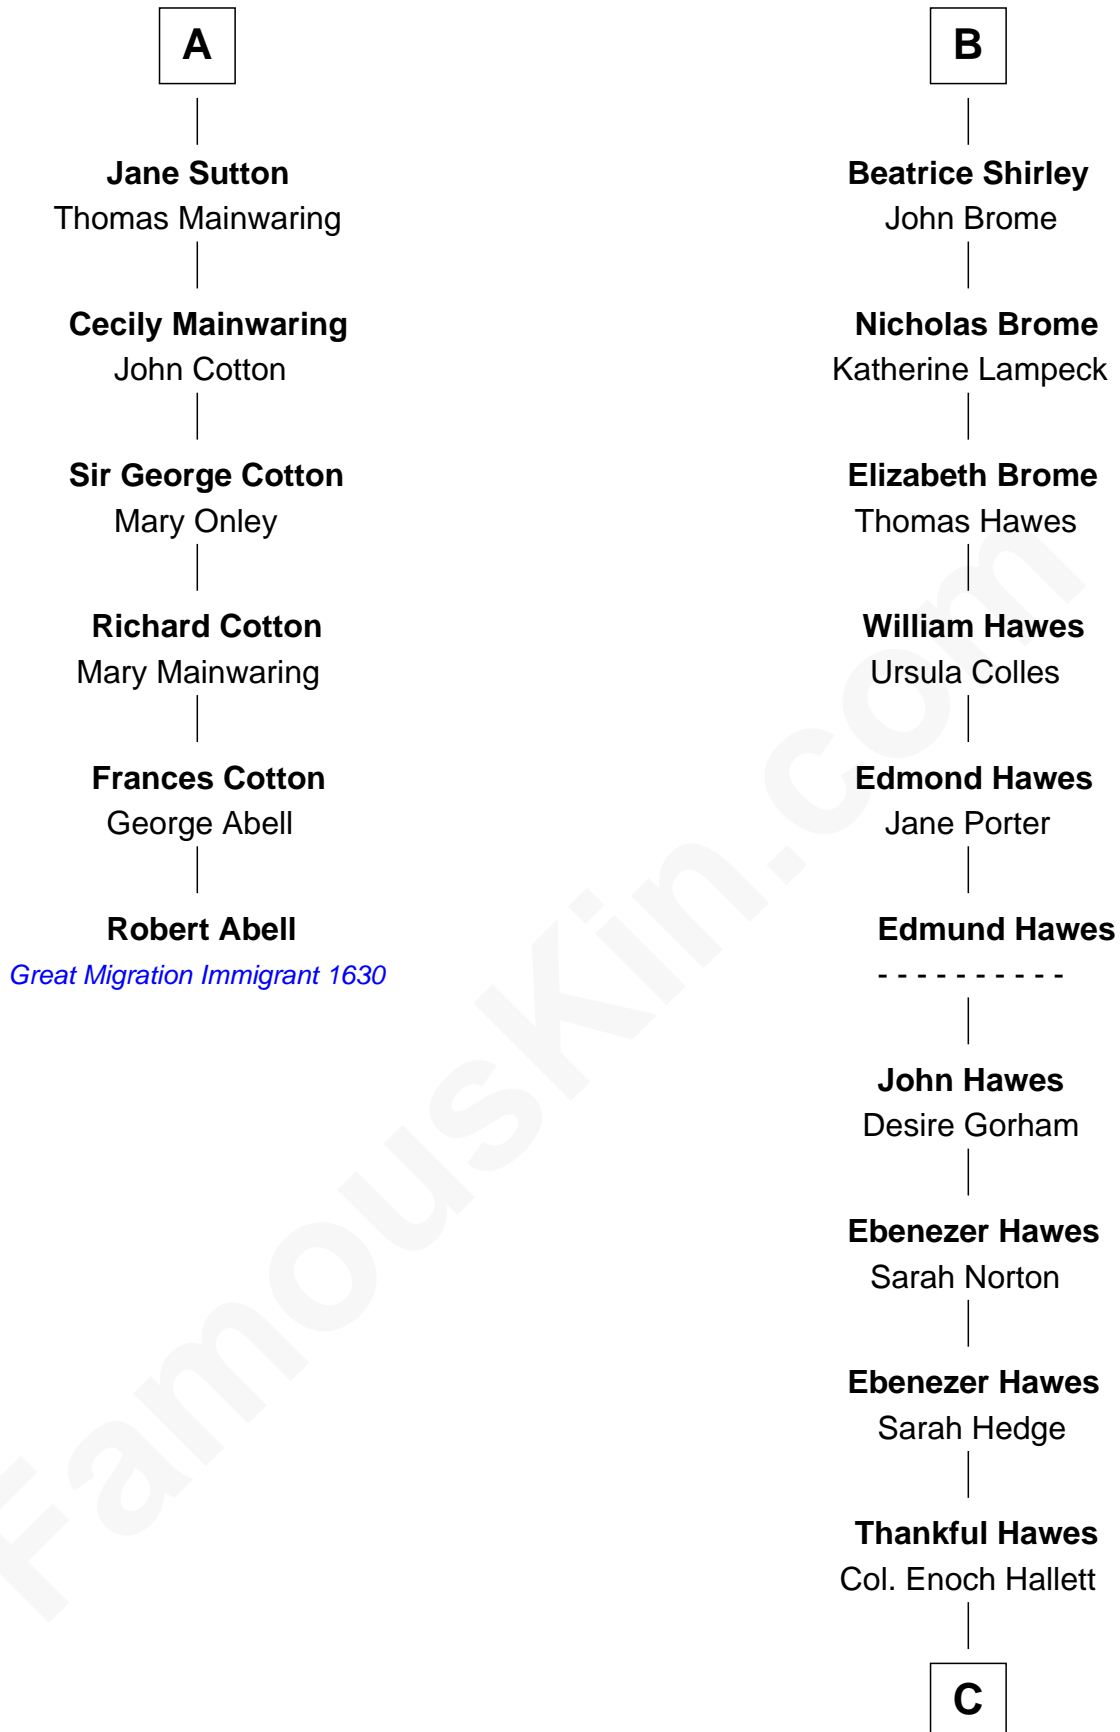 A
Jane Sutton
Thomas Mainwaring
Cecily Mainwaring
John Cotton
Sir George Cotton
Mary Onley
Richard Cotton
Mary Mainwaring
Frances Cotton
George Abell
Robert Abell
Great Migration Immigrant 1630
B
Beatrice Shirley
John Brome
Nicholas Brome
Katherine Lampeck
Elizabeth Brome
Thomas Hawes
William Hawes
Ursula Colles
Edmond Hawes
Jane Porter
Edmund Hawes
- - - - - - - - - -
John Hawes
Desire Gorham
Ebenezer Hawes
Sarah Norton
Ebenezer Hawes
Sarah Hedge
Thankful Hawes
Col. Enoch Hallett
C
FamousKin.com